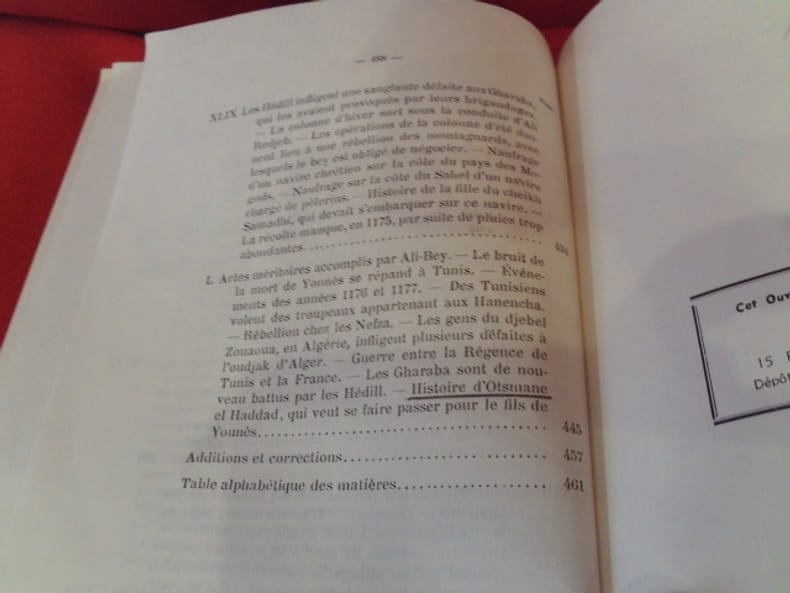 — 488 —
XLIX Les Hédill infligent une sanglante défaite aux Gharaba,
qui les avaient provoqués par leurs brigandages.
— La colonne d'hiver sort sous la conduite d'Ali
Redjeb. — Les opérations de la colonne d'été don-
nent lieu à une rébellion des montagnards, avec
lesquels le bey est obligé de négocier. — Naufrage
d'un navire chrétien sur la côte du pays des Mo-
gods. — Naufrage sur la côte du Sahel d'un navire
chargé de pèlerins. — Histoire de la fille du cheikh
Samadhi, qui devait s'embarquer sur ce navire. —
La récolte manque, en 1175, par suite de pluies trop
abondantes
L Actes méritoires accomplis par Ali-Bey. — Le bruit de
la mort de Younès se répand à Tunis. — Événe-
ments des années 1176 et 1177. — Des Tunisiens
volent des troupeaux appartenant aux Hanencha.
— Rébellion chez les Nefza. — Les gens du djebel
Zouaoua, en Algérie, infligent plusieurs défaites à
l'oudjak d'Alger. — Guerre entre la Régence de
Tunis et la France. — Les Gharaba sont de nou-
veau battus par les Hédill. — Histoire d'Otsmane
el Haddad, qui veut se faire passer pour le fils de
Younès.......... 445
Additions et corrections.......... 457
Table alphabétique des matières.......... 461
Cet Ouv
15
Dépôt